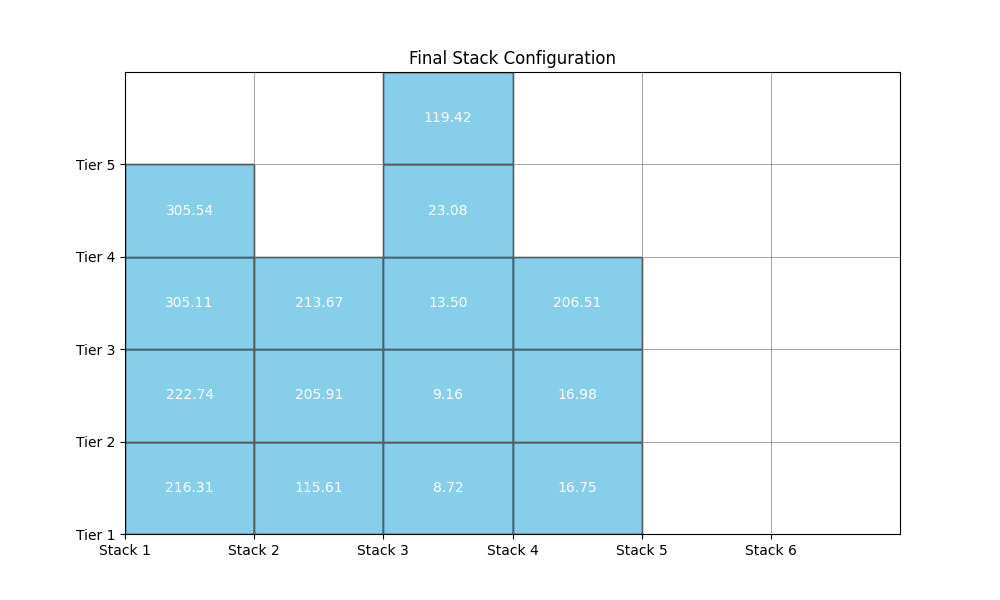 Final Stack Configuration
119.42
Tier 5
305.54
23.08
Tier 4
305.11
213.67
13.50
206.51
Tier 3
222.74
205.91
9.16
16.98
Tier 2
216.31
115.61
8.72
16.75
Tier 1
Stack 1
Stack 2
Stack 3
Stack 4
Stack 5
Stack 6